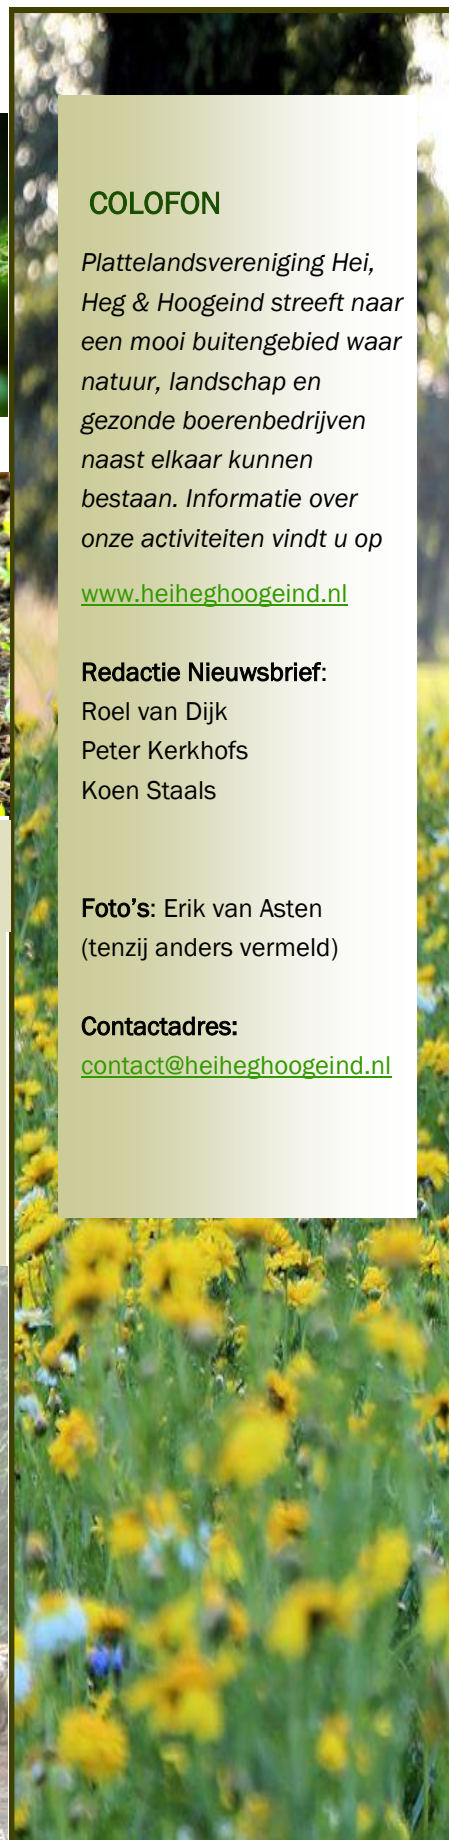 COLOFON
Plattelandsvereniging Hei,
Heg & Hoogeind streeft naar
een mooi buitengebied waar
natuur, landschap en
gezonde boerenbedrijven
naast elkaar kunnen
bestaan. Informatie over
onze activiteiten vindt u op
www.heiheghoogeind.nl
Redactie Nieuwsbrief:
Roel van Dijk
Peter Kerkhofs
Koen Staals
Foto’s: Erik van Asten
(tenzij anders vermeld)
Contactadres:
contact@heiheghoogeind.nl